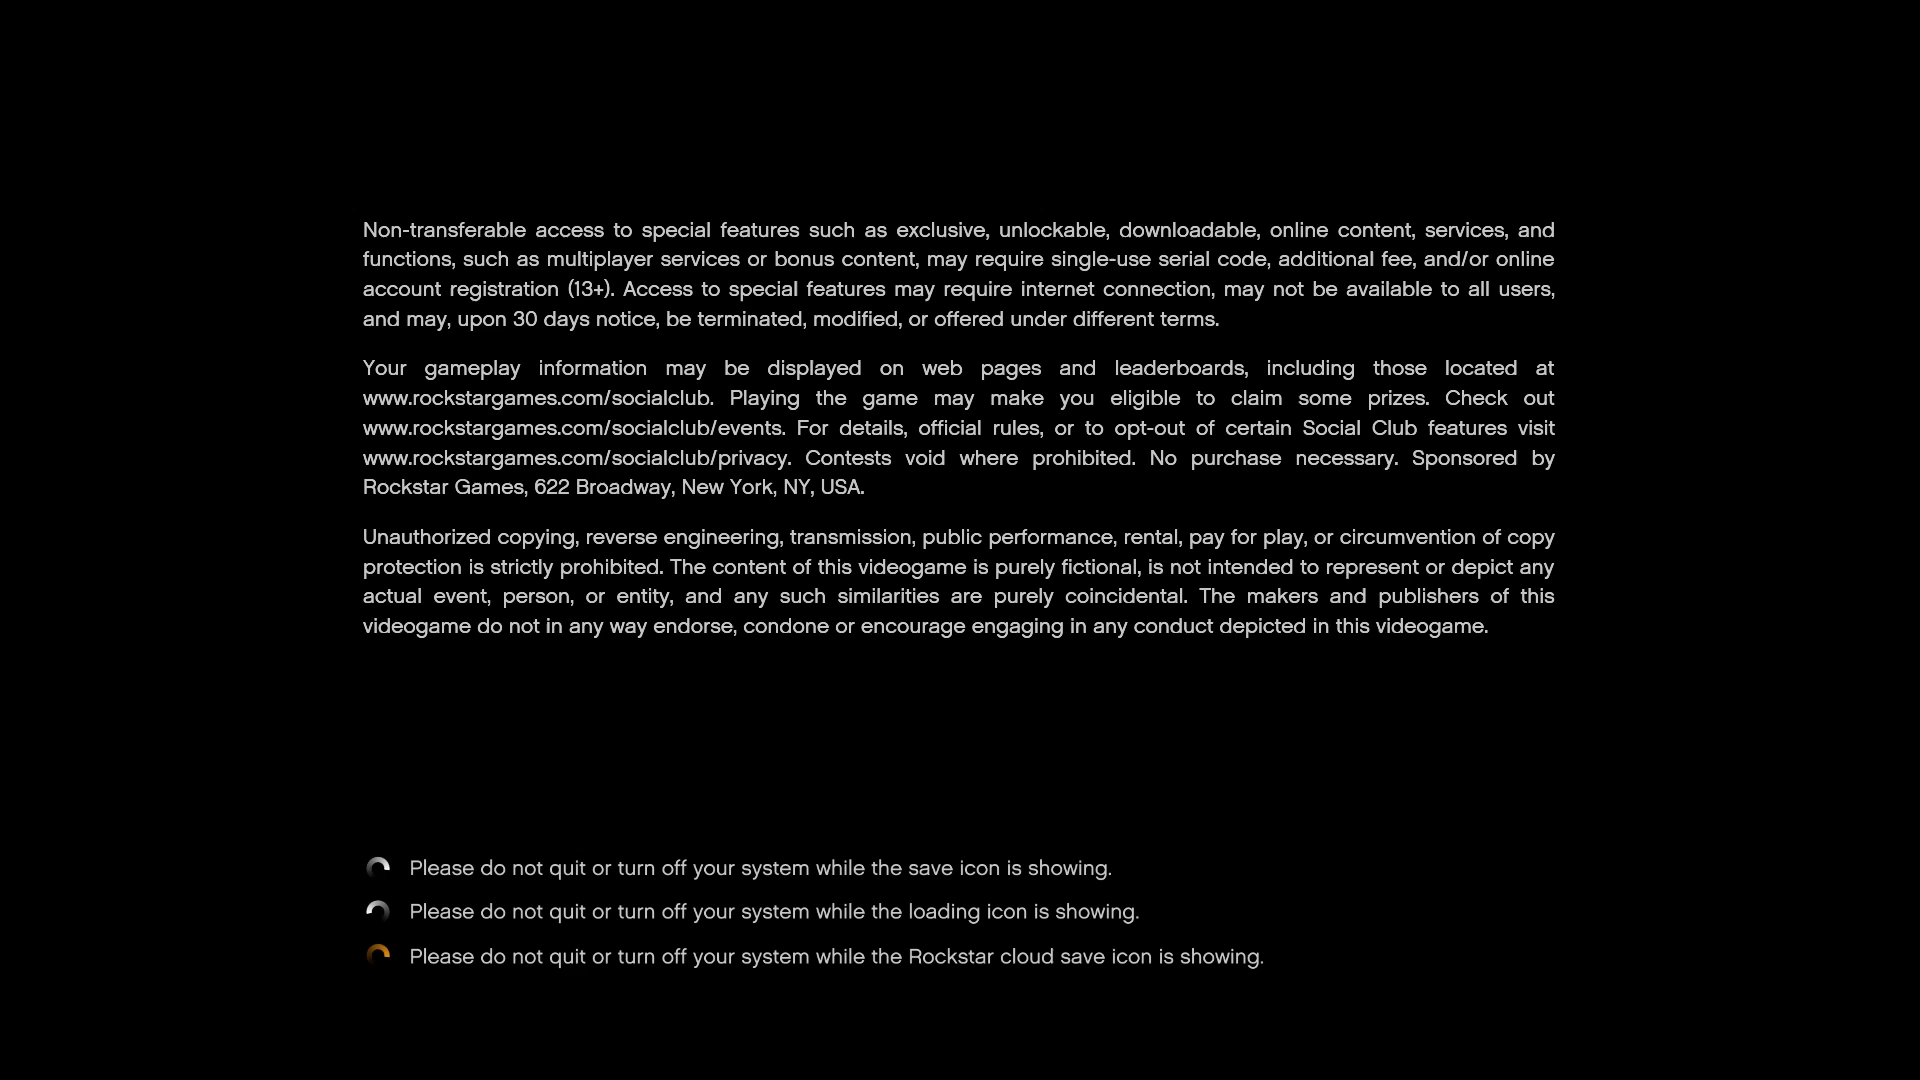 Non-transferable access to special features such as exclusive, unlockable, downloadable, online content, services, and
functions, such as multiplayer services or bonus content, may require single-use serial code, additional fee, and/or online
account registration (13+). Access to special features may require internet connection, may not be available to all users,
and may, upon 30 days notice, be terminated, modified, or offered under different terms.
Your gameplay information may be displayed on web pages and leaderboards, including those located at
www.rockstargames.com/socialclub. Playing the game may make you eligible to claim some prizes. Check out
www.rockstargames.com/socialclub/events. For details, official rules, or to opt-out of certain Social Club features visit
www.rockstargames.com/socialclub/privacy. Contests void where prohibited. No purchase necessary. Sponsored by
Rockstar Games, 622 Broadway, New York, NY, USA.
Unauthorized copying, reverse engineering, transmission, public performance, rental, pay for play, or circumvention of copy
protection is strictly prohibited. The content of this videogame is purely fictional, is not intended to represent or depict any
actual event, person, or entity, and any such similarities are purely coincidental. The makers and publishers of this
videogame do not in any way endorse, condone or encourage engaging in any conduct depicted in this videogame.
Please do not quit or turn off your system while the save icon is showing.
Please do not quit or turn off your system while the loading icon is showing.
Please do not quit or turn off your system while the Rockstar cloud save icon is showing.